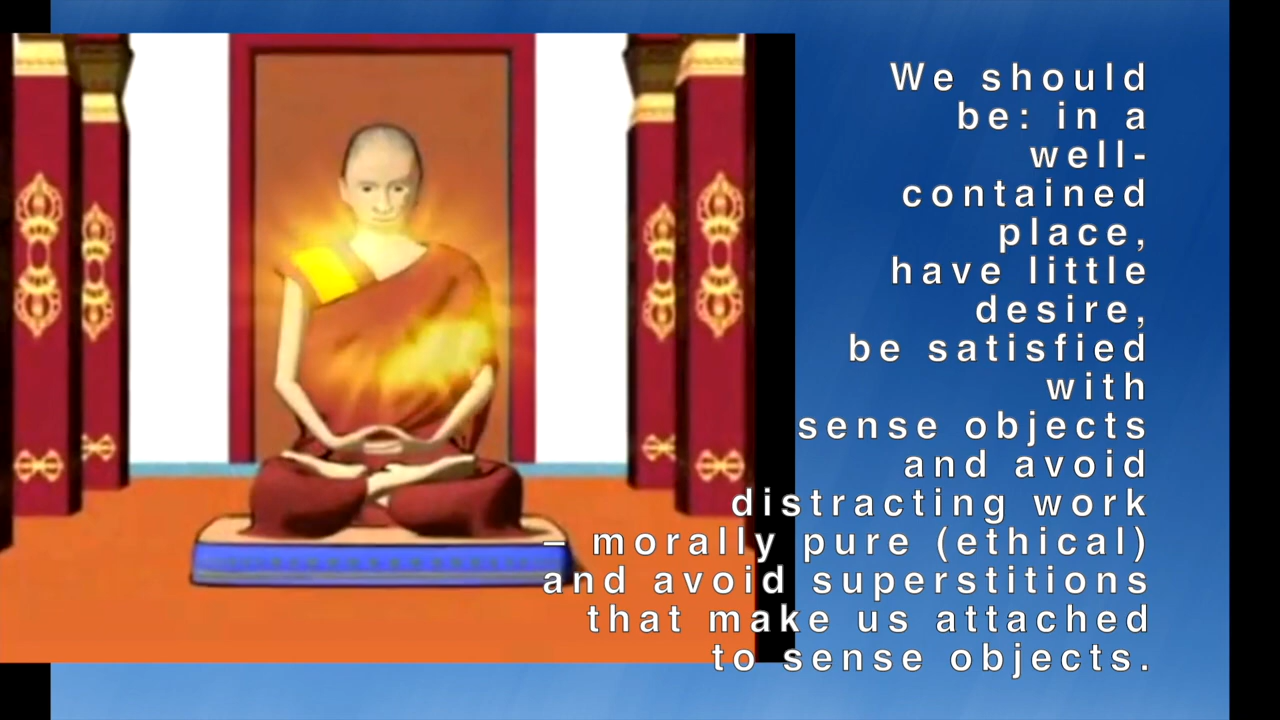 We should
be: in a
well-
contained
place,
have little
desire,
be satisfied
with
sense objects
and avoid
distracting work
– morally pure (ethical)
and avoid superstitions
that make us attached
to sense objects.